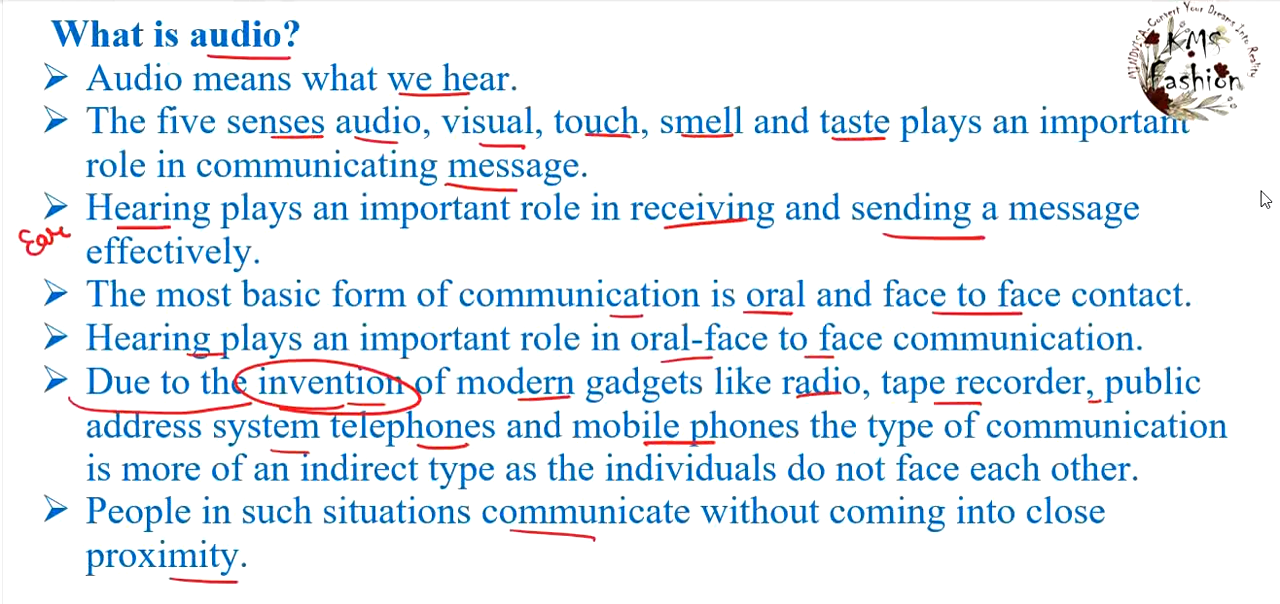 What is audio?
➢ Audio means what we hear.
➢ The five senses audio, visual, touch, smell and taste plays an important
role in communicating message.
➢ Hearing plays an important role in receiving and sending a message
Ear
effectively.
➢ The most basic form of communication is oral and face to face contact.
➢ Hearing plays an important role in oral-face to face communication.
➢ Due to the invention of modern gadgets like radio, tape recorder, public
address system telephones and mobile phones the type of communication
is more of an indirect type as the individuals do not face each other.
➢ People in such situations communicate without coming into close
proximity.
Convert Your Dreams Into Reality
KMS
Fashion